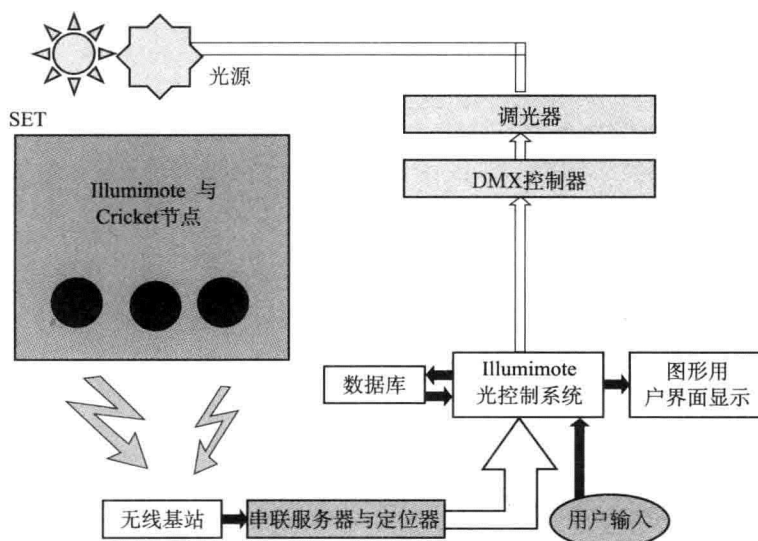 光源
SET
调光器
Illumimote 与
Cricket节点
DMX控制器
数据库
Illumimote
光控制系统
图形用
户界面显示
无线基站
串联服务器与定位器
用户输入